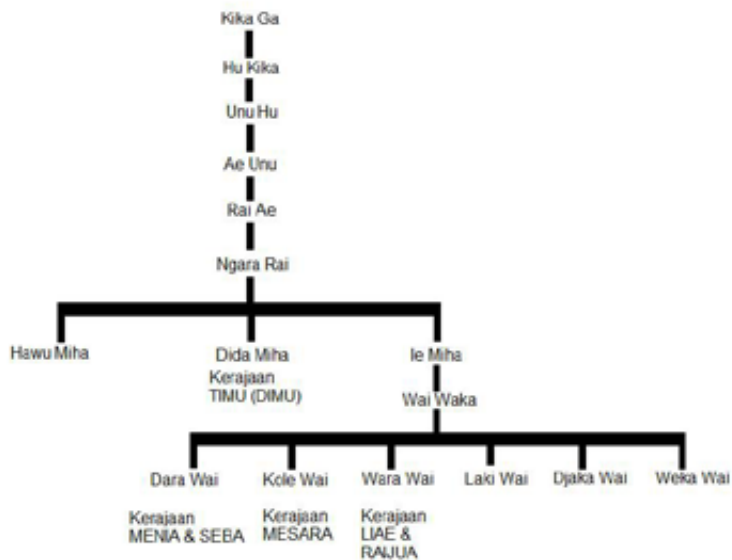 Kika Ga
Hu Kika
Unu Hu
Ae Unu
Rai Ae
Ngara Rai
Hawu Miha
Dida Miha
Ie Miha
Kerajaan
TIMU (DIMU)
Wai Waka
Dara Wai
Kole Wai
Wara Wai
Laki Wai
Djaka Wai
Weka Wai
Kerajaan
MENIA & SEBA
Kerajaan
MESARA
Kerajaan
LIAE &
RAIJUA